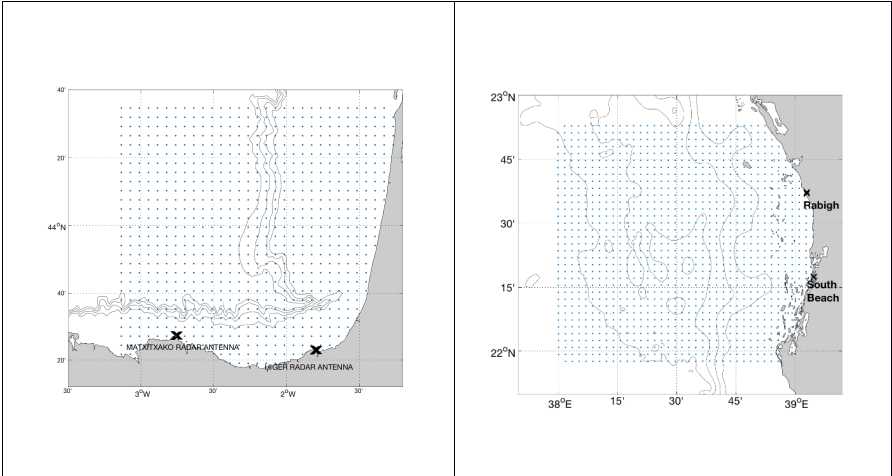 40'
20'
44°N
40'
20'
MATXITXAKO RADAR ANTENNA
RADAR ANTENNA
30'
3°W
30'
2°W
30'
23°N
45'
30'
15'
22°N
Rabigh
South
Beach
38°E
15'
30'
45'
39°E